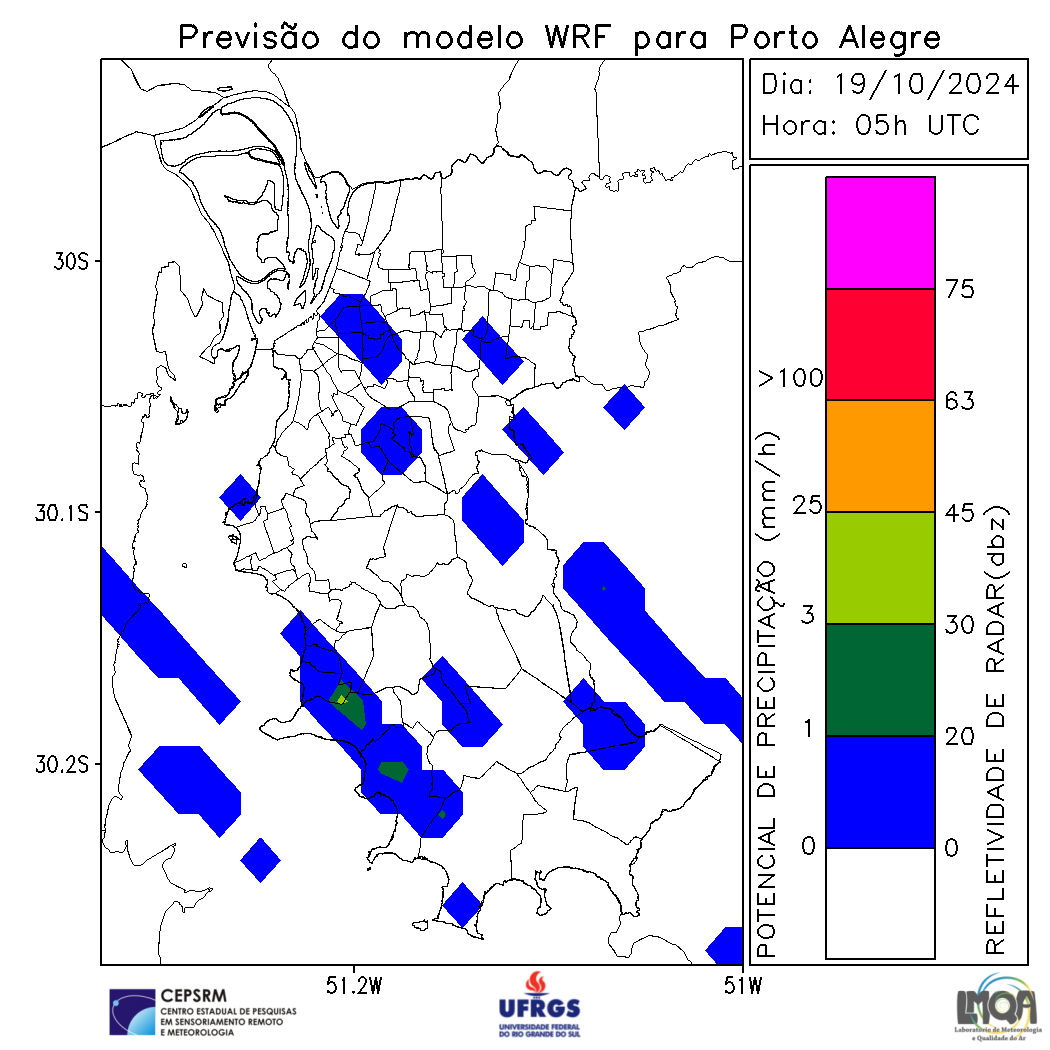 Previsão do modelo WRF para Porto Alegre
Dia: 19/10/2024
Hora: 05h UTC
30S
30.1S
30.2S
51.2W
51W
POTENCIAL DE PRECIPITAÇÃO (mm/h)
>100
25
3
1
0
75
63
45
30
20
0
REFLETIVIDADE DE RADAR(dbz)
CEPSRM
CENTRO ESTADUAL DE PESQUISAS
EM SENSORIAMENTO REMOTO
E METEOROLOGIA
UFRGS
UNIVERSIDADE FEDERAL
DO RIO GRANDE DO SUL
LMQA
Laboratório de Meteorologia
e Qualidade do Ar